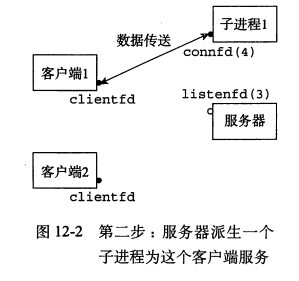 子进程1
数据传送
connfd(4)
客户端1
clientfd
listenfd(3)
服务器
客户端2
clientfd
图 12-2 第二步：服务器派生一个
子进程为这个客户端服务